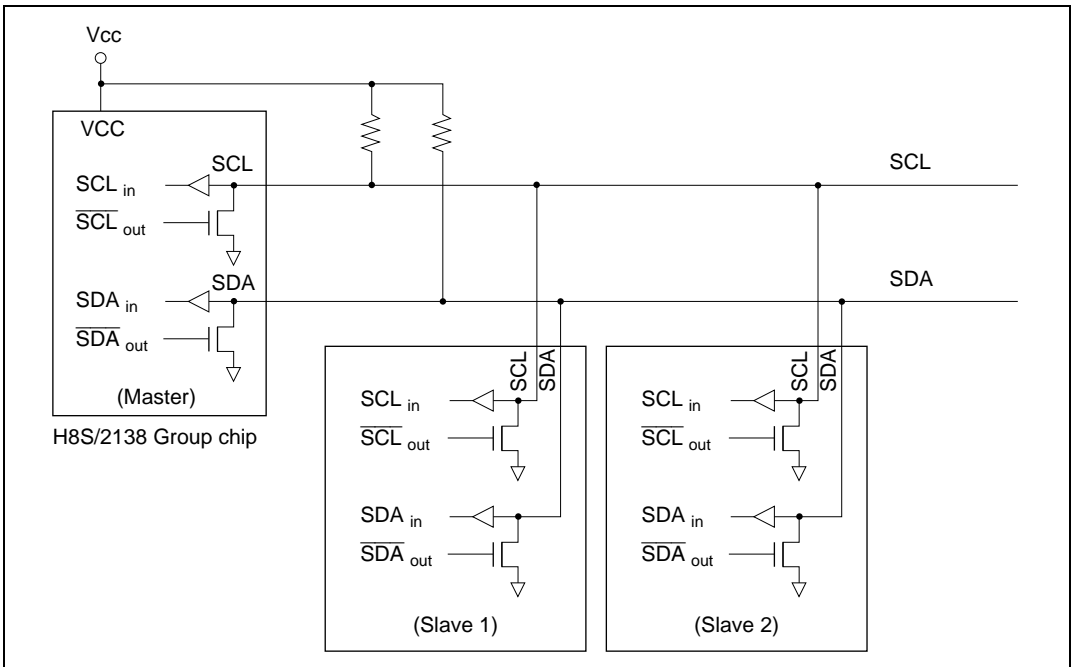 Vcc
VCC
SCL
SCL in
SCL out
SDA
SDA in
SDA out
(Master)
H8S/2138 Group chip
SCL
SDA
SCL
SDA
SCL in
SCL out
SDA in
SDA out
(Slave 1)
SCL
SDA
SCL in
SCL out
SDA in
SDA out
(Slave 2)